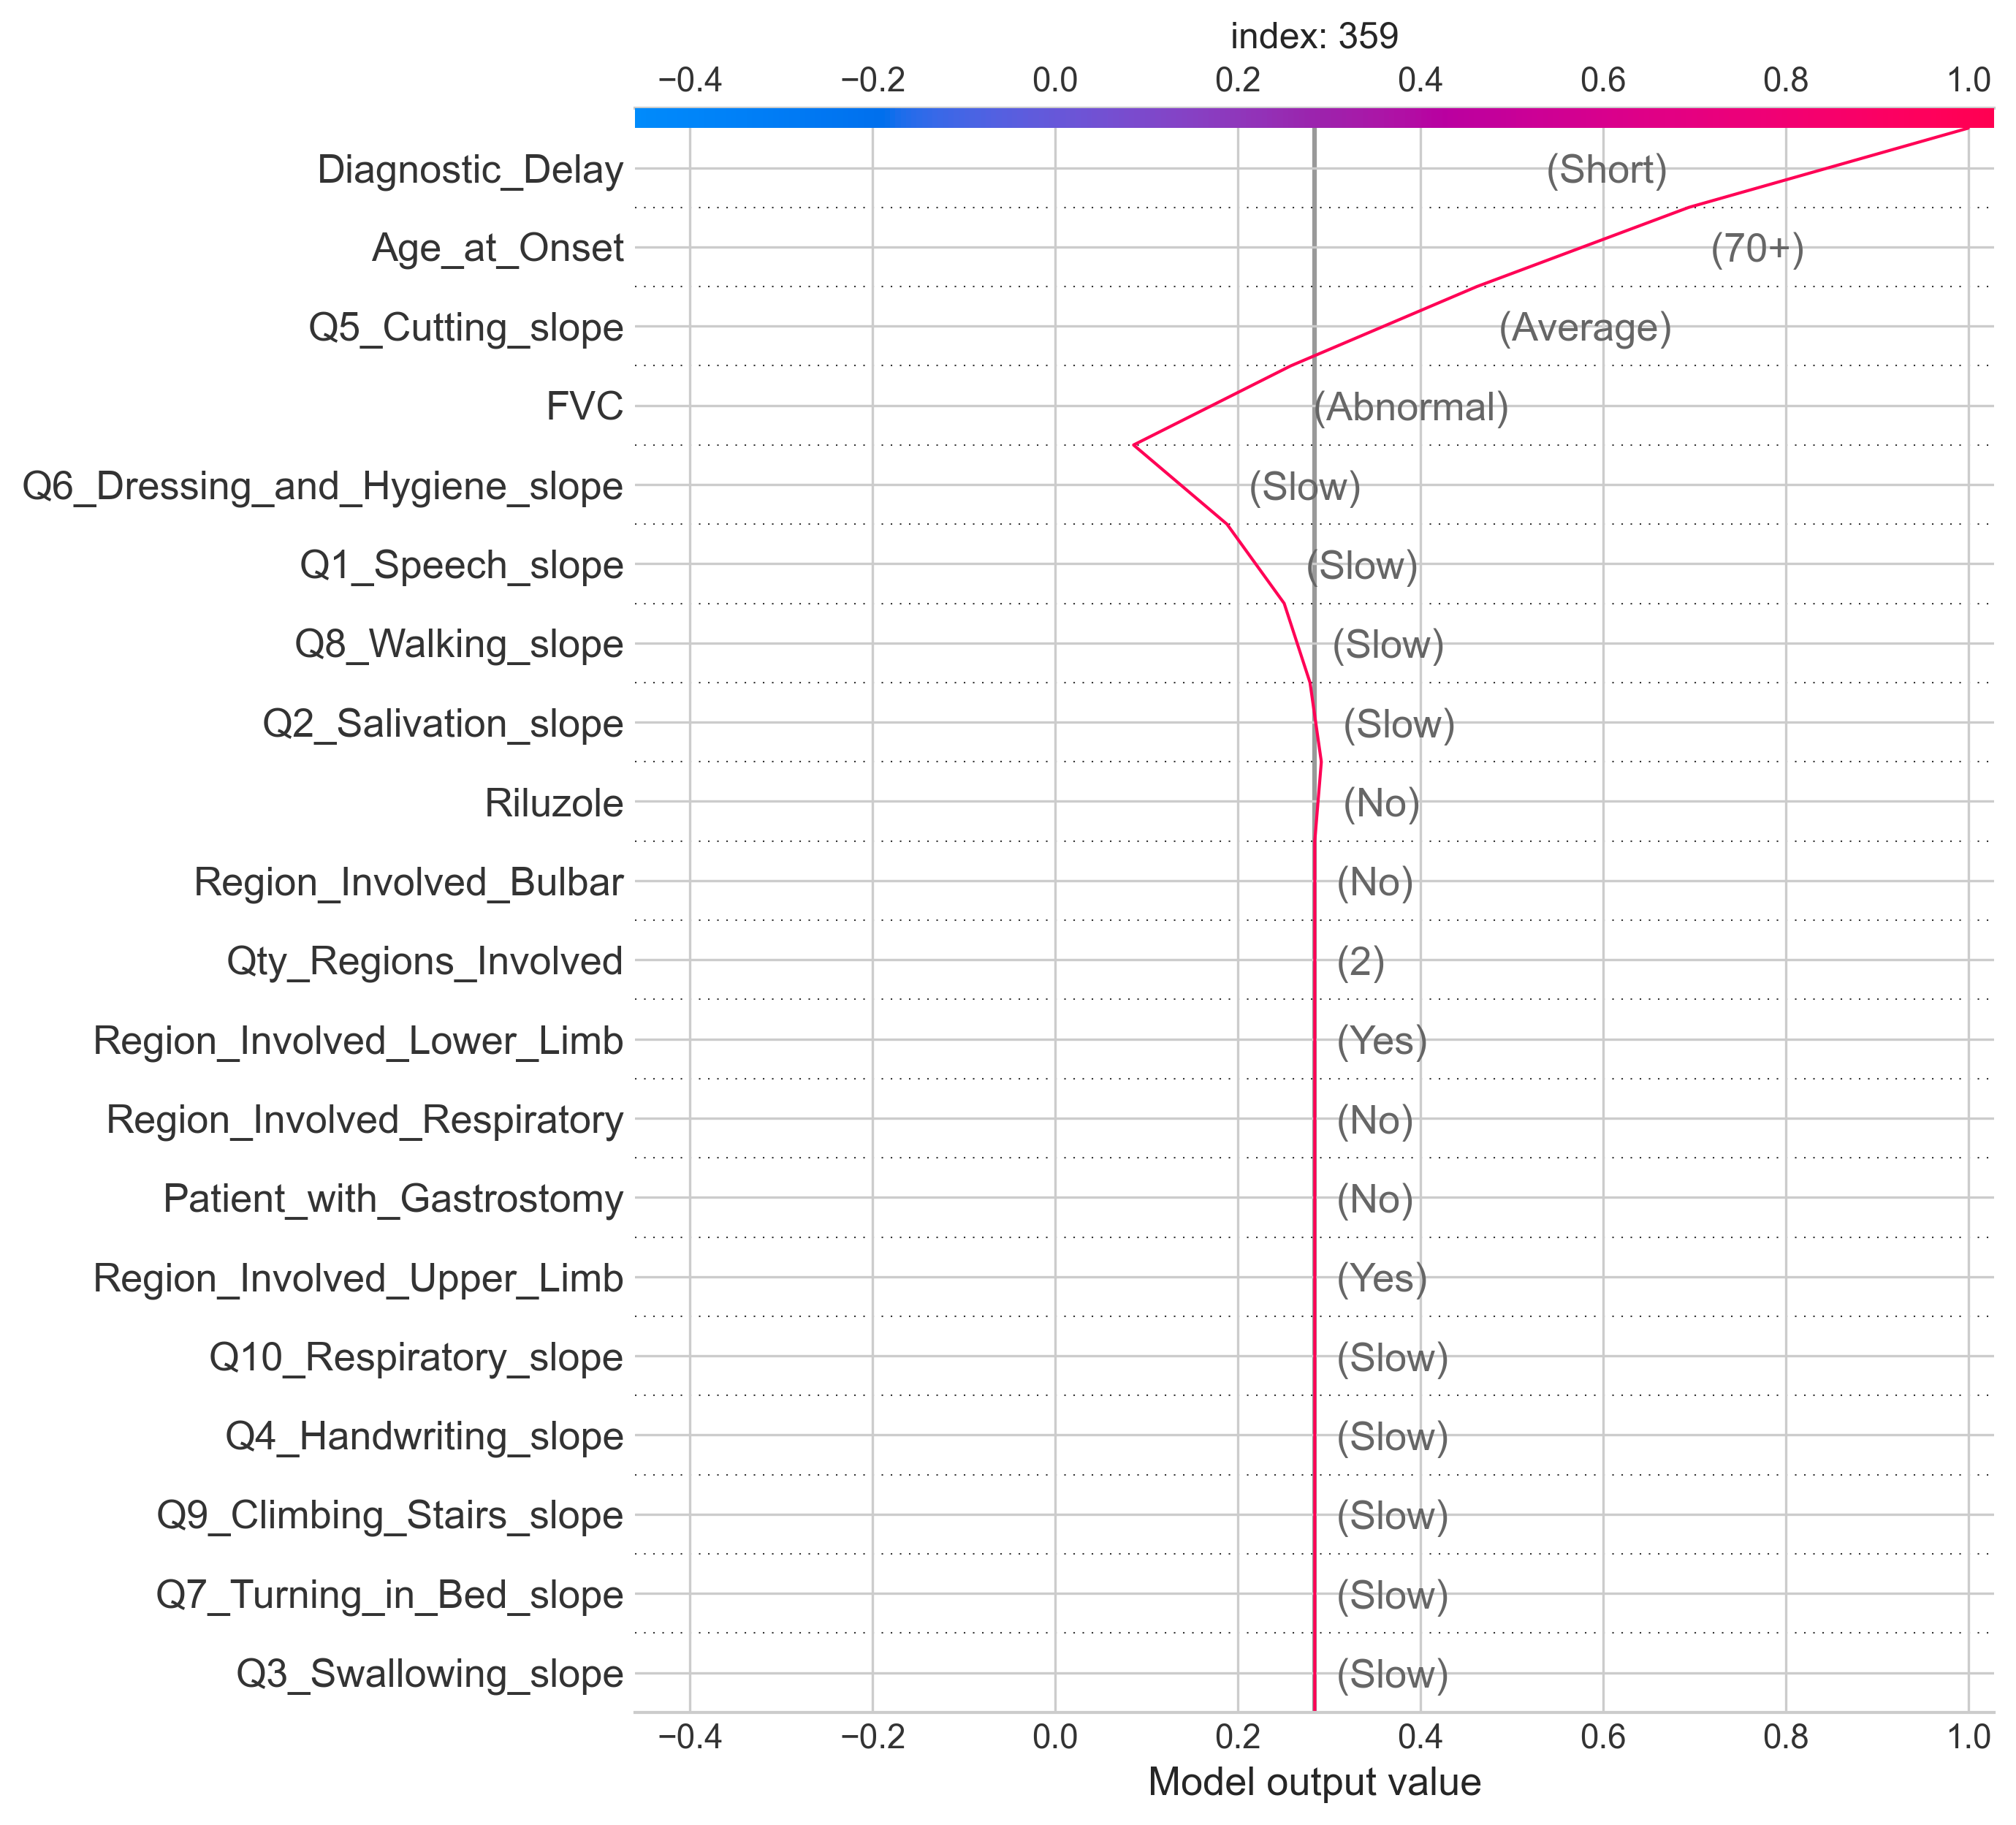 index: 359
−0.4 −0.2 0.0 0.2 0.4 0.6 0.8 1.0
Diagnostic_Delay (Short)
Age_at_Onset (70+)
Q5_Cutting_slope (Average)
FVC (Abnormal)
Q6_Dressing_and_Hygiene_slope (Slow)
Q1_Speech_slope (Slow)
Q8_Walking_slope (Slow)
Q2_Salivation_slope (Slow)
Riluzole (No)
Region_Involved_Bulbar (No)
Qty_Regions_Involved (2)
Region_Involved_Lower_Limb (Yes)
Region_Involved_Respiratory (No)
Patient_with_Gastrostomy (No)
Region_Involved_Upper_Limb (Yes)
Q10_Respiratory_slope (Slow)
Q4_Handwriting_slope (Slow)
Q9_Climbing_Stairs_slope (Slow)
Q7_Turning_in_Bed_slope (Slow)
Q3_Swallowing_slope (Slow)
−0.4 −0.2 0.0 0.2 0.4 0.6 0.8 1.0
Model output value